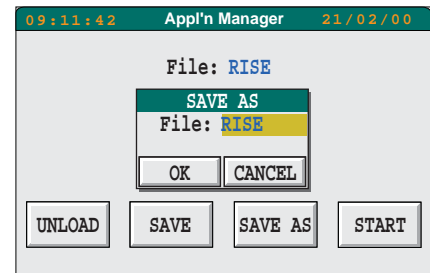 09:11:42 Appl'n Manager 21/02/00
File: RISE
SAVE AS
File: RISE
OK CANCEL
UNLOAD SAVE SAVE AS START